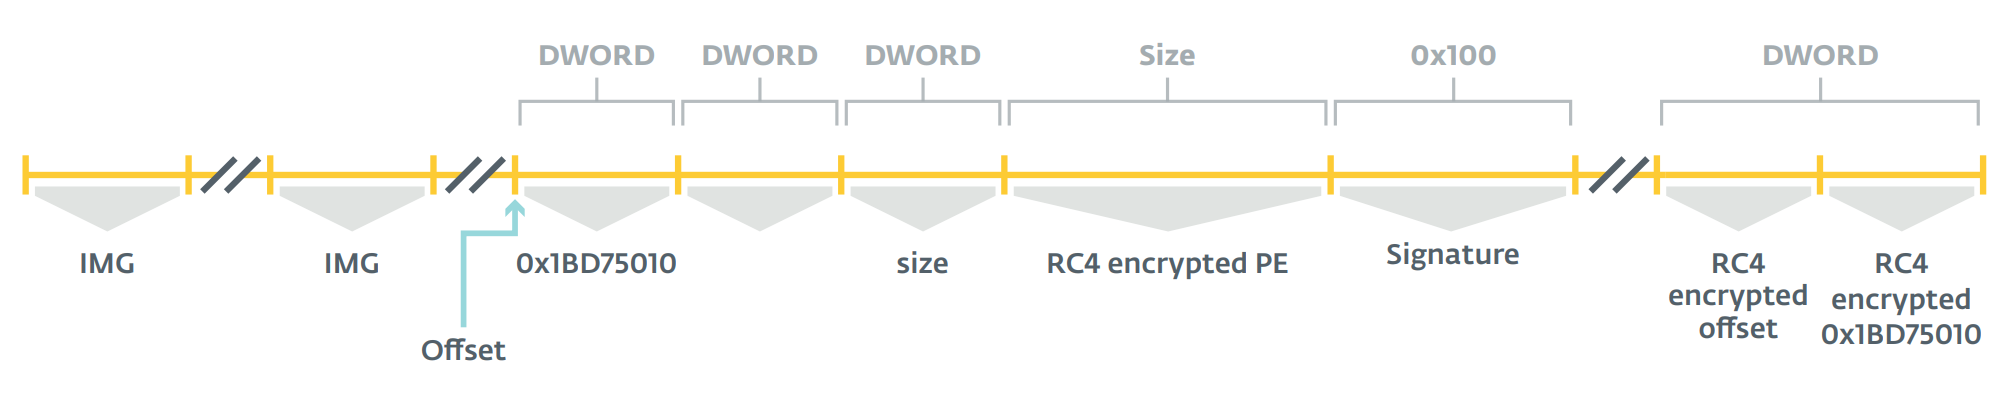 DWORD DWORD DWORD Size 0x100 DWORD
IMG IMG 0x1BD75010 size RC4 encrypted PE Signature
RC4
encrypted
offset
RC4
encrypted
0x1BD75010
Offset